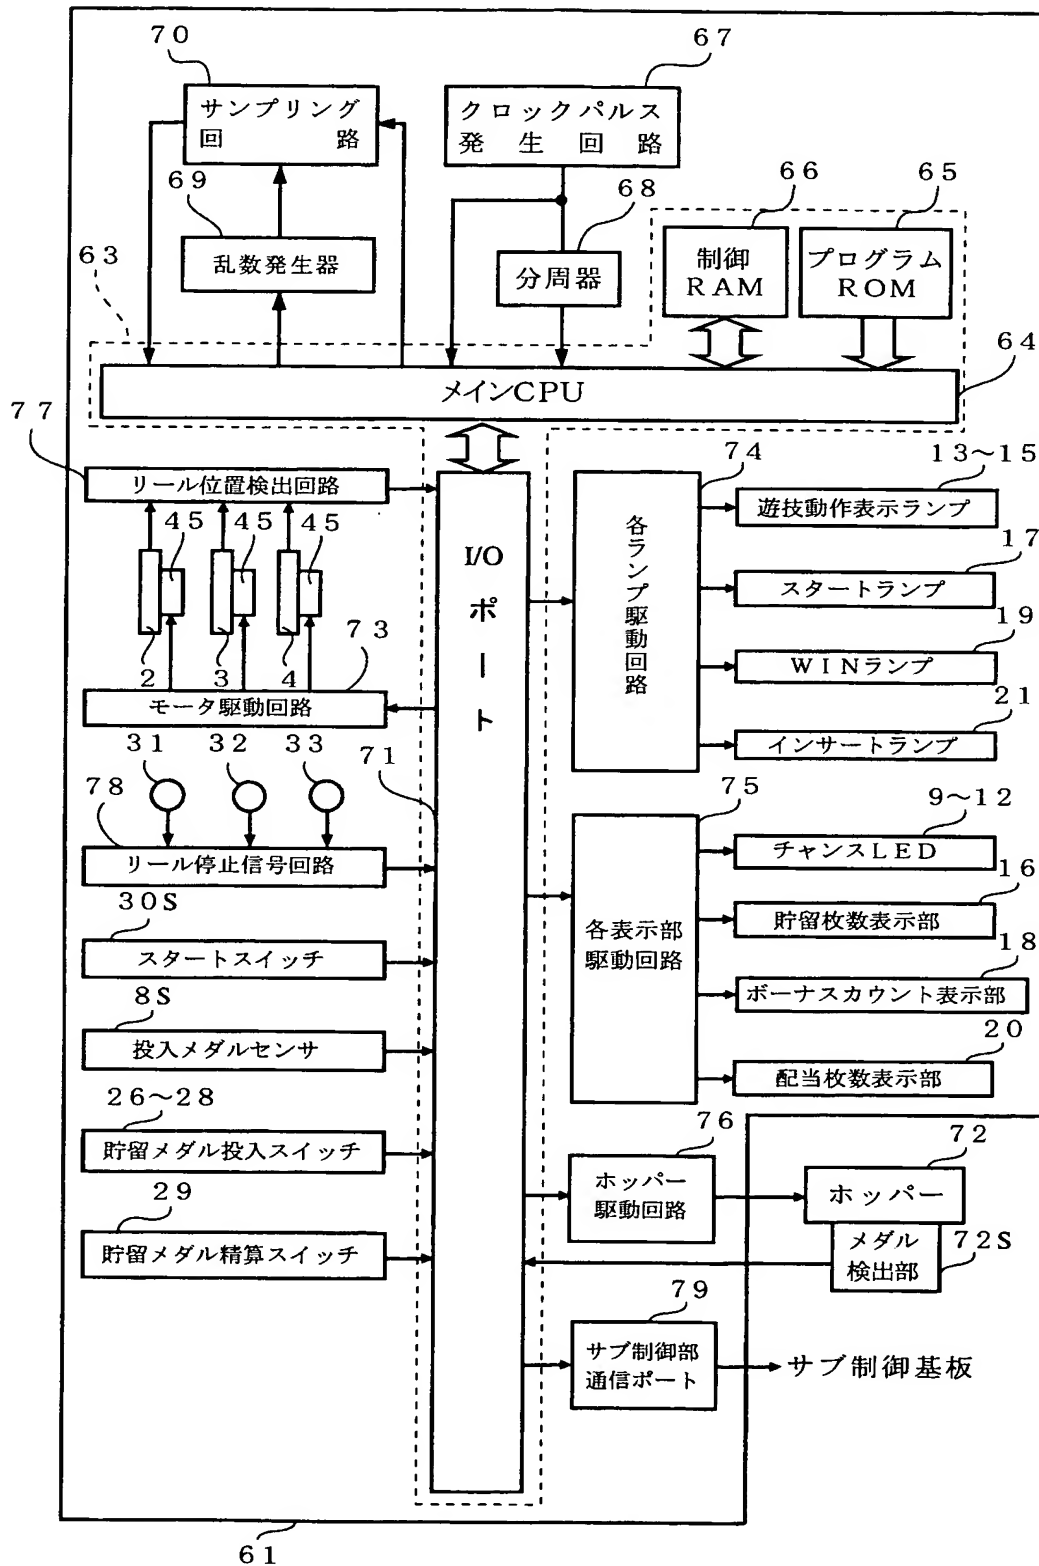 70
67
サンプリング
回路
クロックパルス
発生回路
69
68
66
65
63
乱数発生器
分周器
制御
RAM
プログラム
ROM
64
メインCPU
77
リール位置検出回路
45
45
45
2
3
4
73
モータ駆動回路
31
32
33
71
78
リール停止信号回路
30S
スタートスイッチ
8S
投入メダルセンサ
26～28
貯留メダル投入スイッチ
29
貯留メダル精算スイッチ
I/Oポート
74
各ランプ駆動回路
13～15
遊技動作表示ランプ
17
スタートランプ
19
WINランプ
21
インサートランプ
75
各表示部
駆動回路
9～12
チャンスLED
16
貯留枚数表示部
18
ボーナスカウント表示部
20
配当枚数表示部
76
ホッパー
駆動回路
72
ホッパー
メダル
検出部
72S
79
サブ制御部
通信ポート
サブ制御基板
61